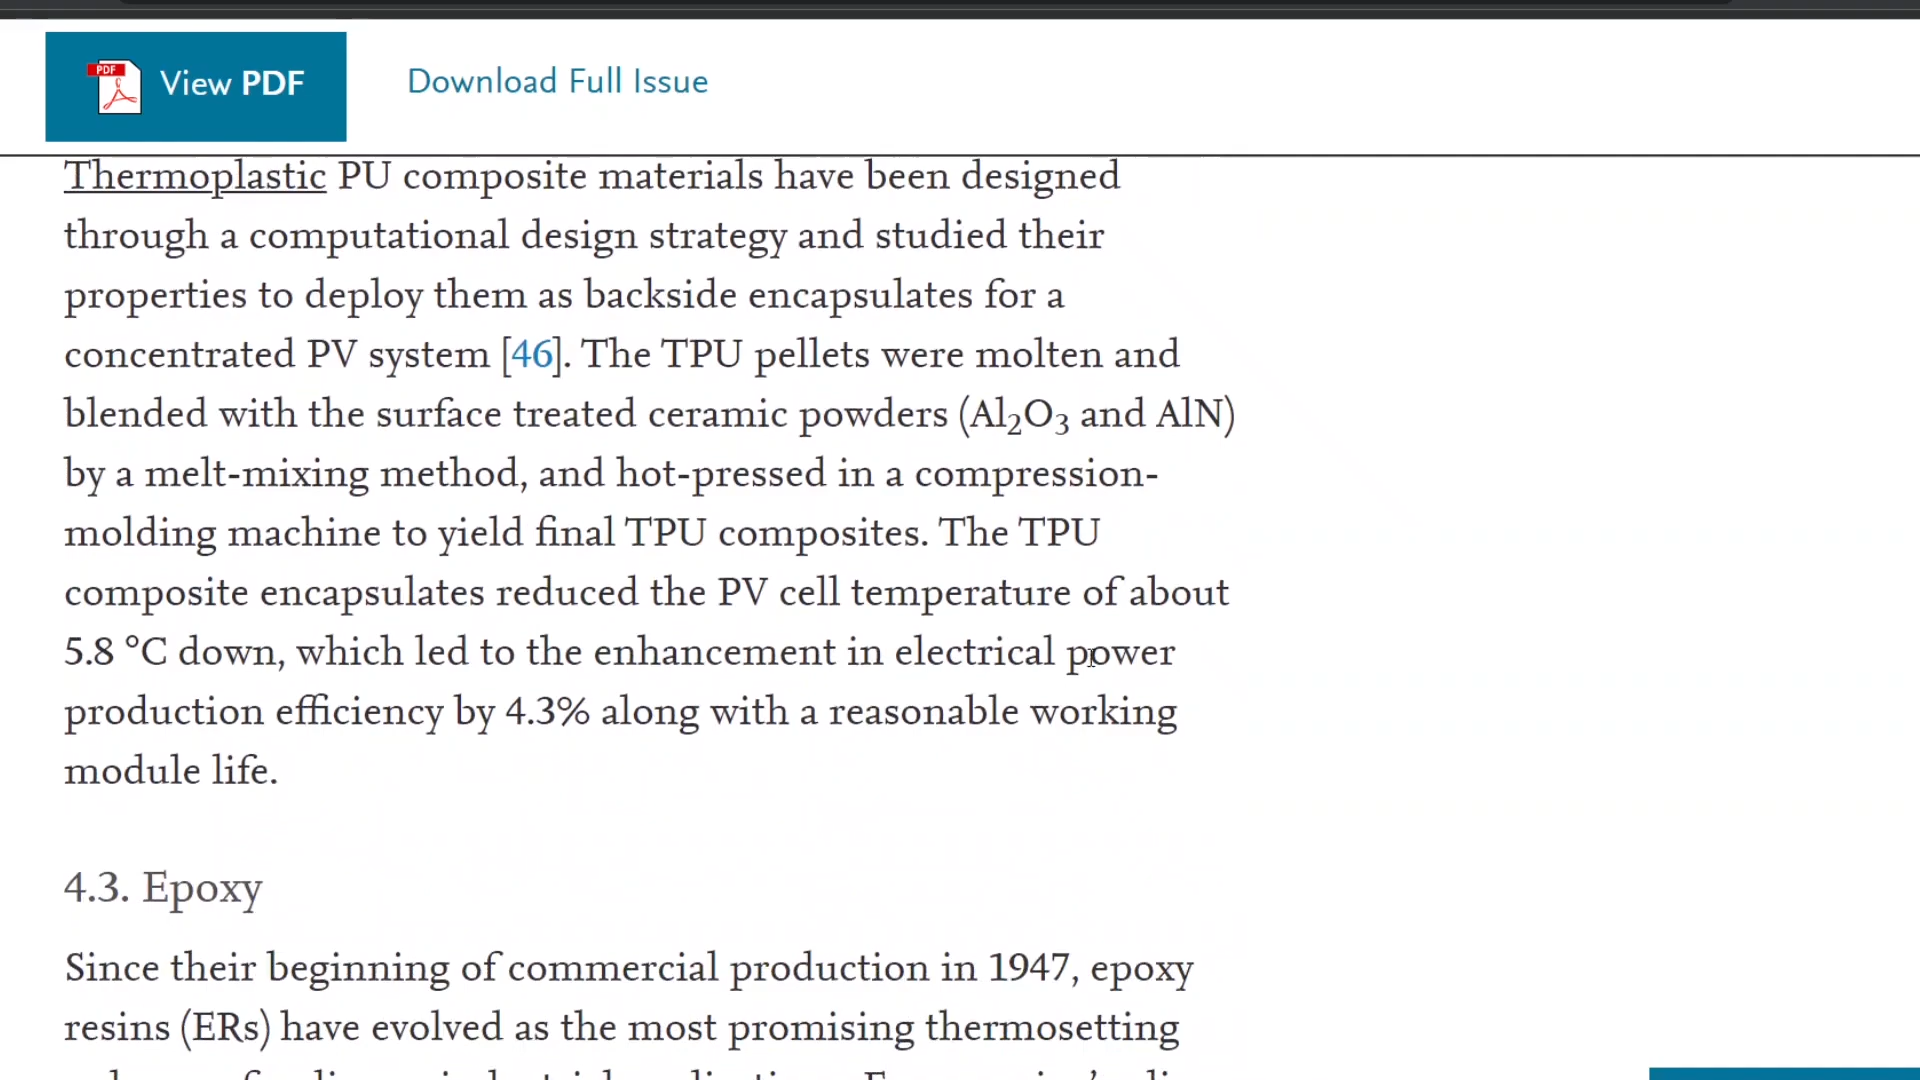 PDF
View PDF
Download Full Issue
Thermoplastic PU composite materials have been designed
through a computational design strategy and studied their
properties to deploy them as backside encapsulates for a
concentrated PV system [46]. The TPU pellets were molten and
blended with the surface treated ceramic powders (Al₂O₃ and AlN)
by a melt-mixing method, and hot-pressed in a compression-
molding machine to yield final TPU composites. The TPU
composite encapsulates reduced the PV cell temperature of about
5.8 °C down, which led to the enhancement in electrical power
production efficiency by 4.3% along with a reasonable working
module life.
4.3. Epoxy
Since their beginning of commercial production in 1947, epoxy
resins (ERs) have evolved as the most promising thermosetting